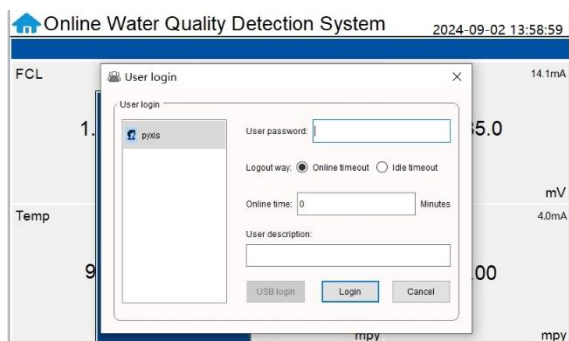 Online Water Quality Detection System
2024-09-02 13:58:59
FCL
14.1mA
User login
User login
pyxis
User password:
1.
35.0
Logout way: Online timeout Idle timeout
Online time: 0 Minutes
mV
Temp
4.0mA
User description:
9
.00
USB login Login Cancel
mpy
mpy